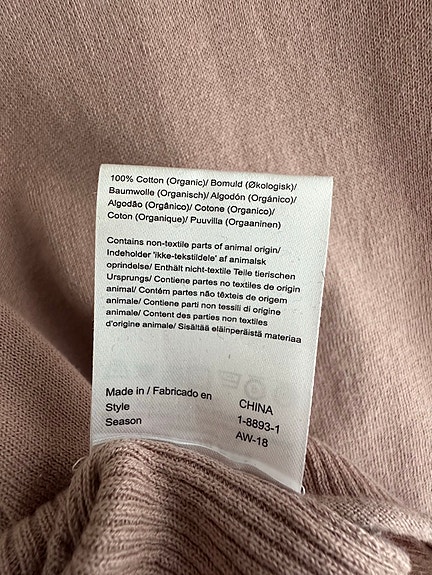 100% Cotton (Organic)/ Bomuld (Økologisk)/
Baumwolle (Organisch)/ Algodón (Orgânico)/
Algodão (Orgânico)/ Cotone (Organico)/
Coton (Organique)/ Puuvilla (Orgaaninen)
Contains non-textile parts of animal origin/
Indeholder 'ikke-tekstildele' af animalsk
oprindelse/ Enthält nicht-textile Teile tierischen
Ursprungs/ Contiene partes no textiles de origen
animal/ Contém partes não têxteis de origem
animale/ Contiene parti non tessili di origine
animale/ Content des parties non textiles
d'origine animale/ Sisältää eläinperäistä materiaa
Made in / Fabricado en CHINA
Style 1-8893-1
Season AW-18